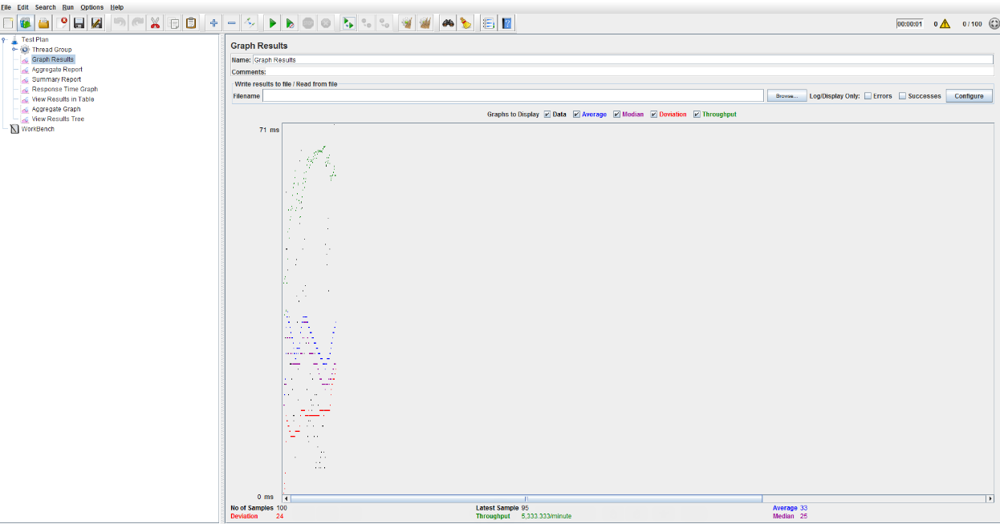 File Edit Search Run Options Help
00:00:01 0 0 / 100
Test Plan
Thread Group
Graph Results
Aggregate Report
Summary Report
Response Time Graph
View Results in Table
Aggregate Graph
View Results Tree
WorkBench
Graph Results
Name: Graph Results
Comments:
Write results to file / Read from file
Filename Browse... Log/Display Only: Errors Successes Configure
Graphs to Display Data Average Median Deviation Throughput
71 ms
0 ms
No of Samples 100 Latest Sample 95 Average 33
Deviation 24 Throughput 5,333.333/minute Median 25